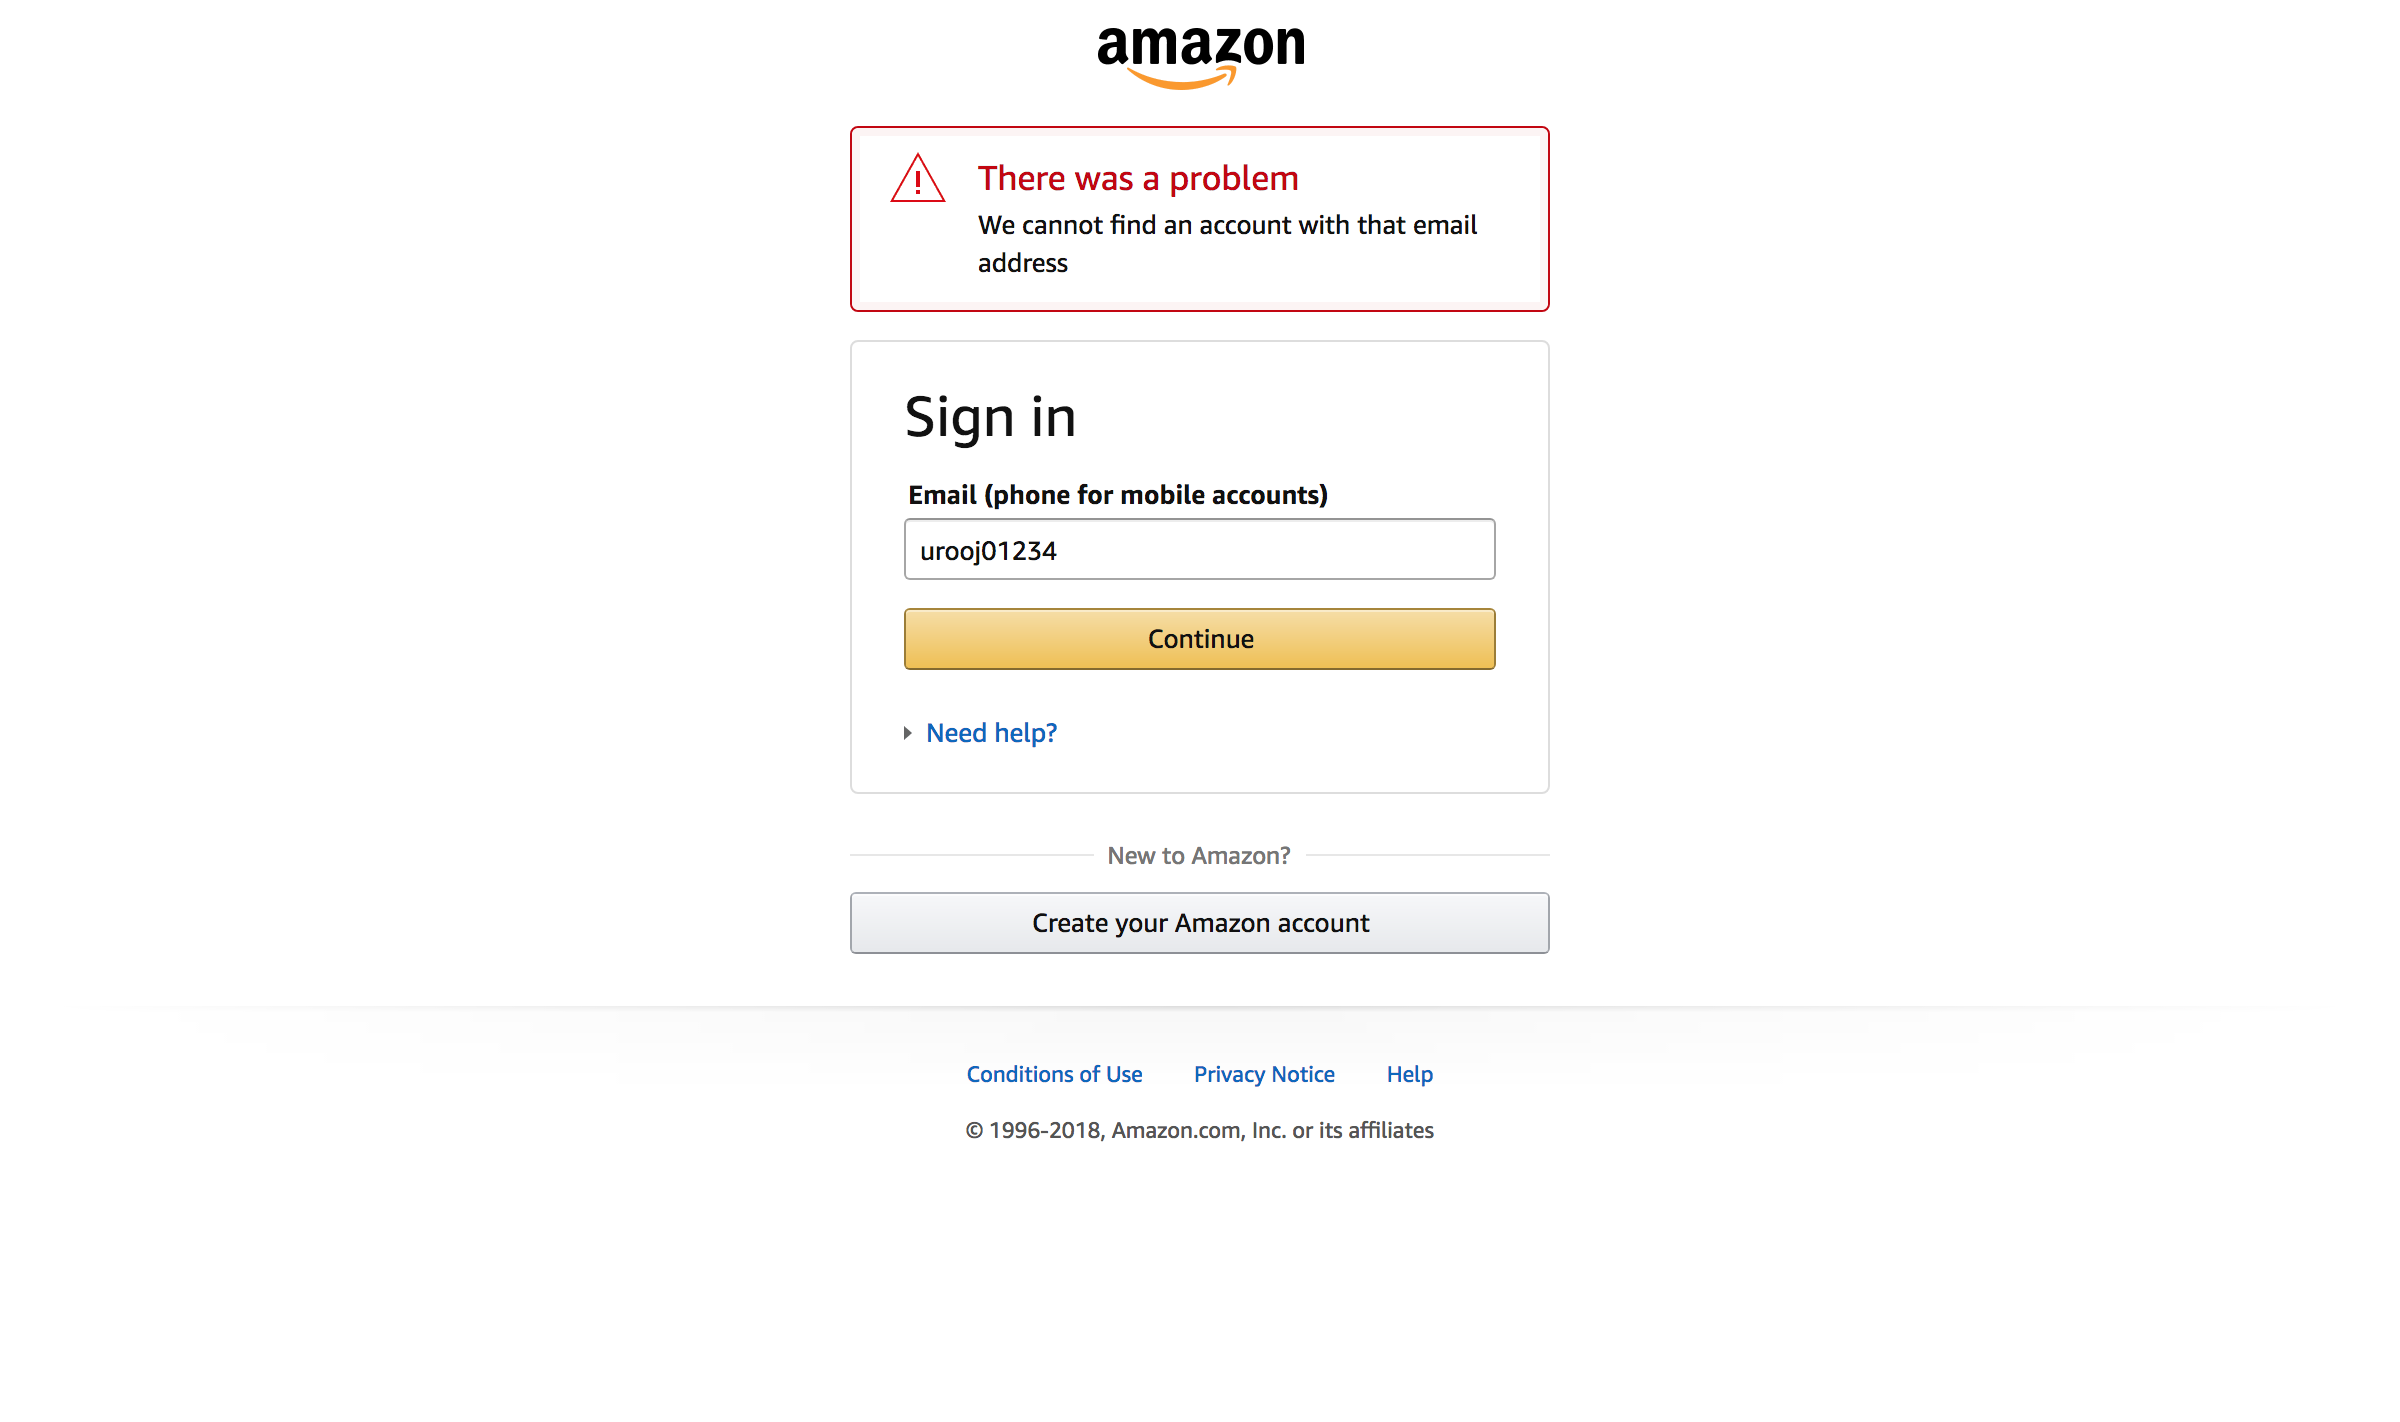 amazon
There was a problem
We cannot find an account with that email
address
Sign in
Email (phone for mobile accounts)
urooj01234
Continue
Need help?
New to Amazon?
Create your Amazon account
Conditions of Use Privacy Notice Help
© 1996-2018, Amazon.com, Inc. or its affiliates